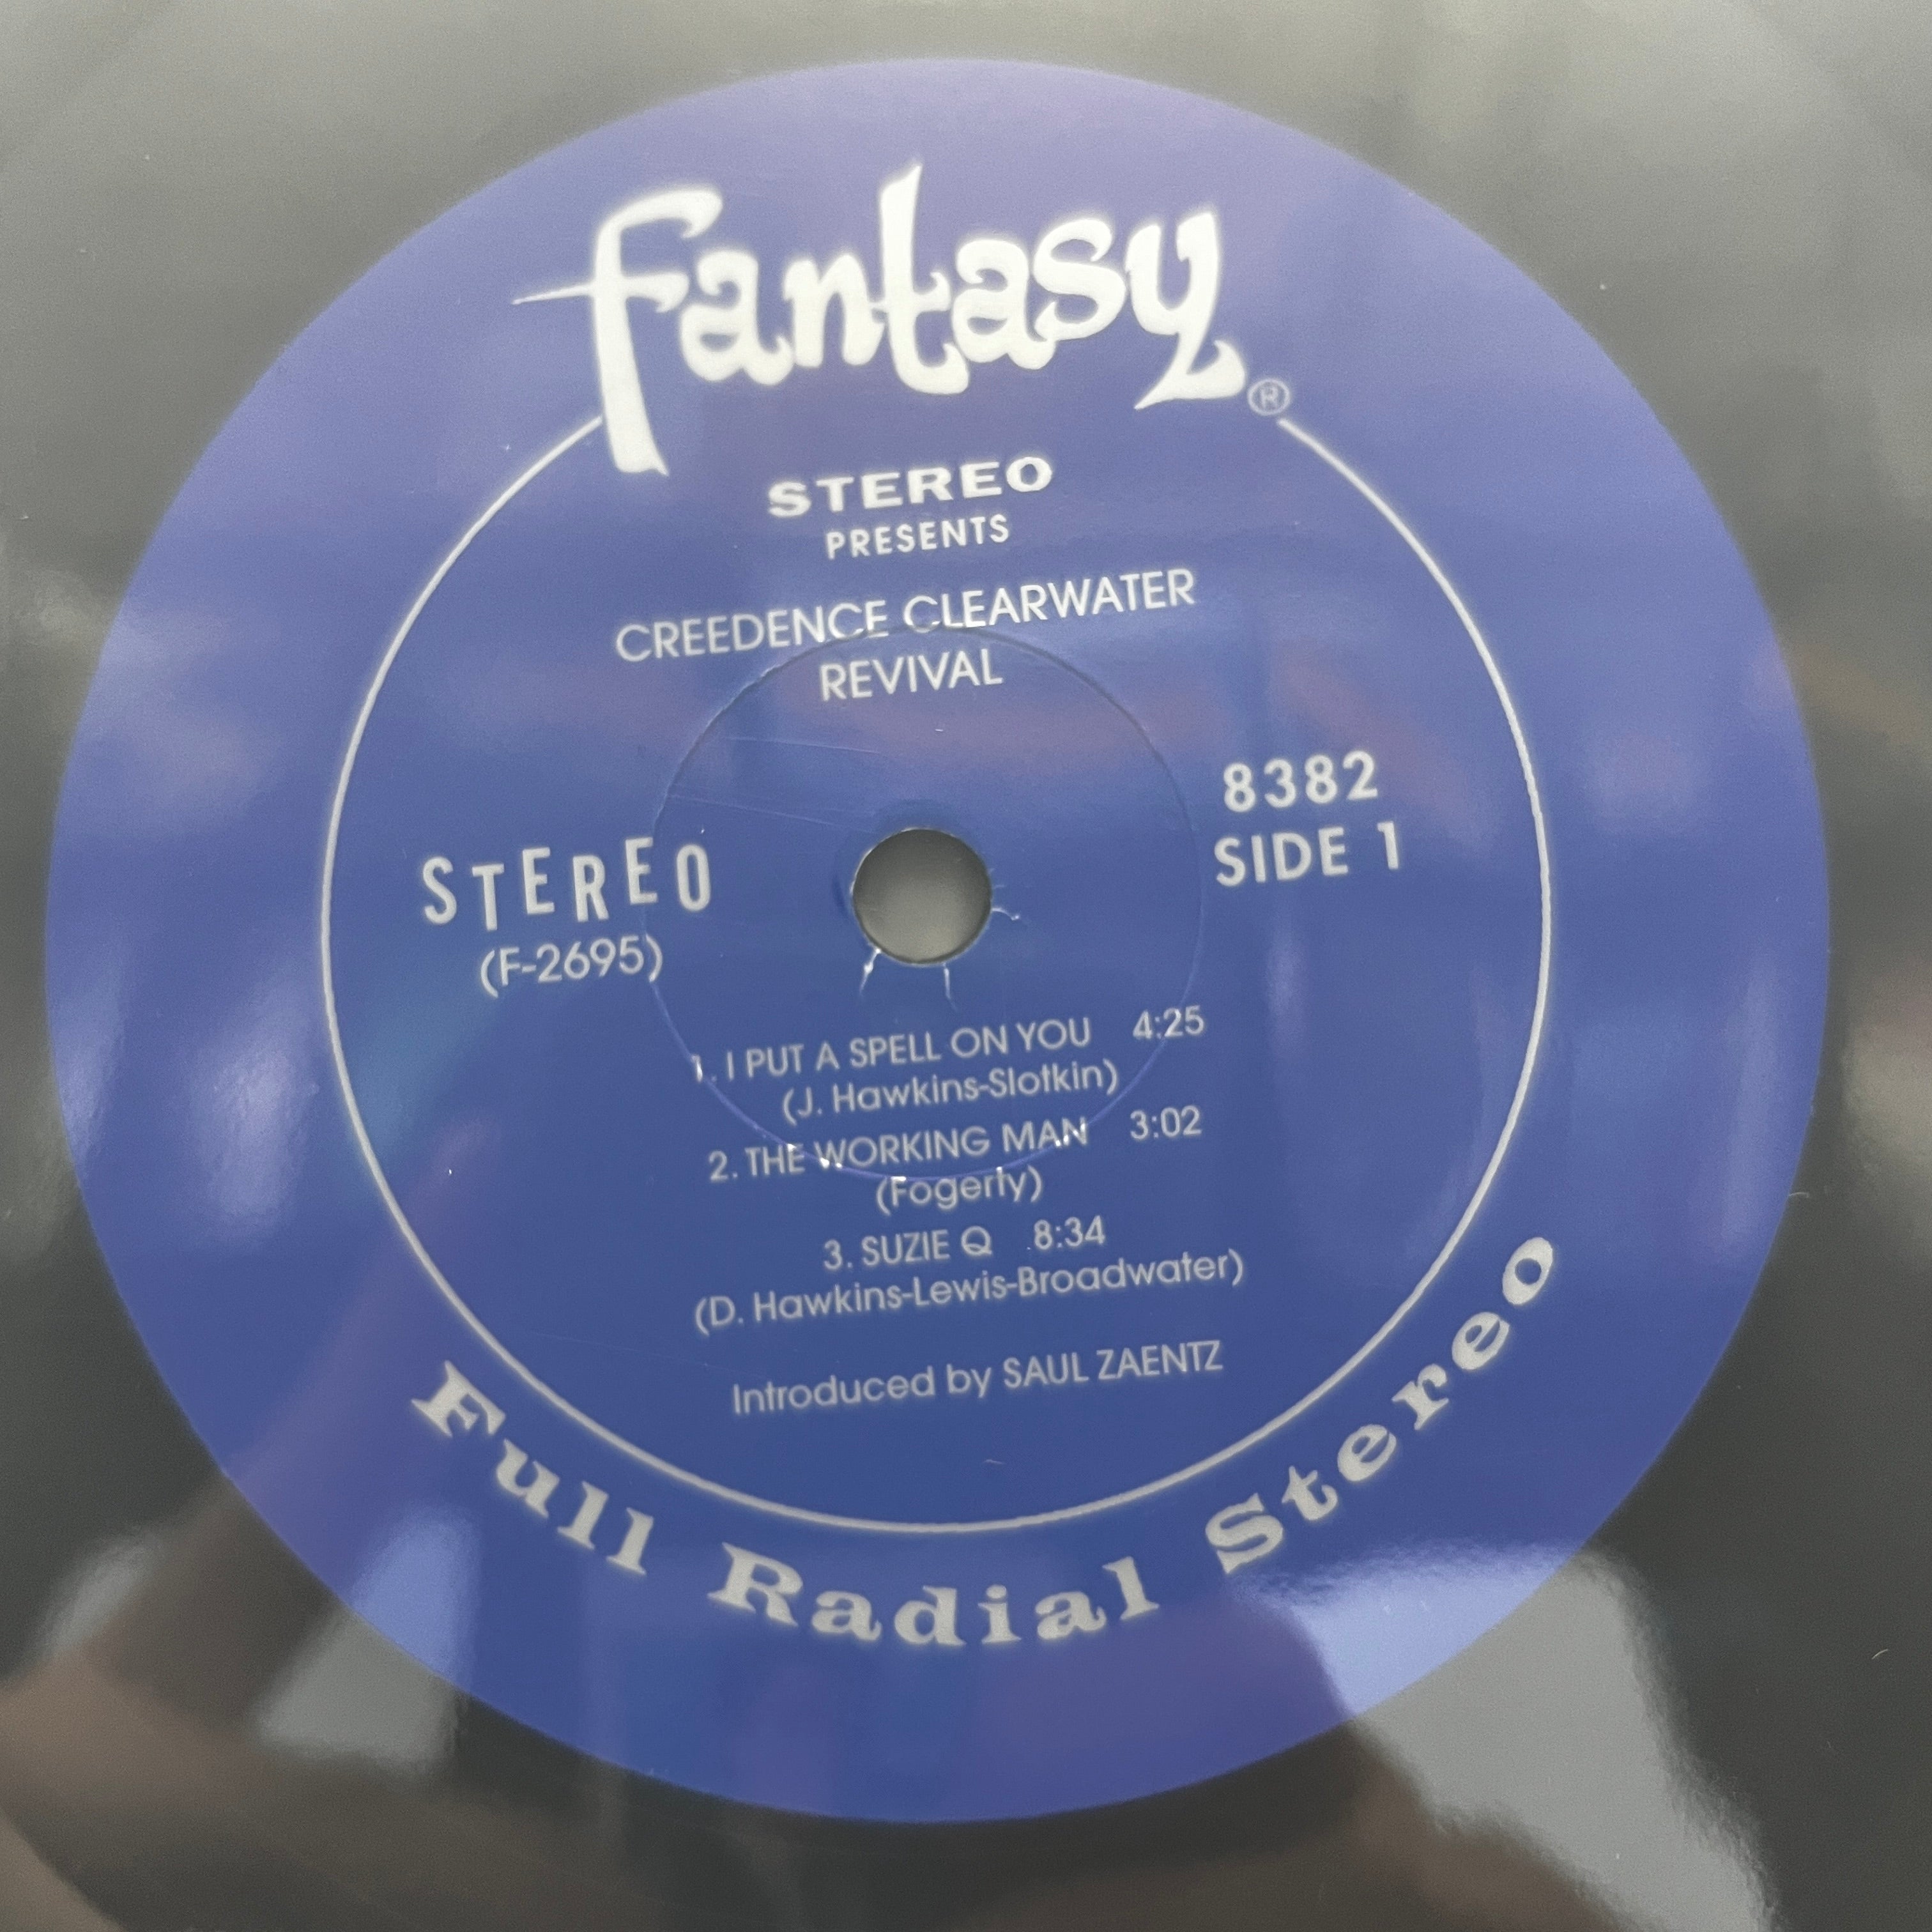 fantasy®
STEREO
PRESENTS
CREEDENCE CLEARWATER
REVIVAL
8382
SIDE 1
STEREO
(F-2695)
1. I PUT A SPELL ON YOU 4:25
(J. Hawkins-Slotkin)
2. THE WORKING MAN 3:02
(Fogerty)
3. SUZIE Q 8:34
(D. Hawkins-Lewis-Broadwater)
Introduced by SAUL ZAENTZ
Full Radial Stereo